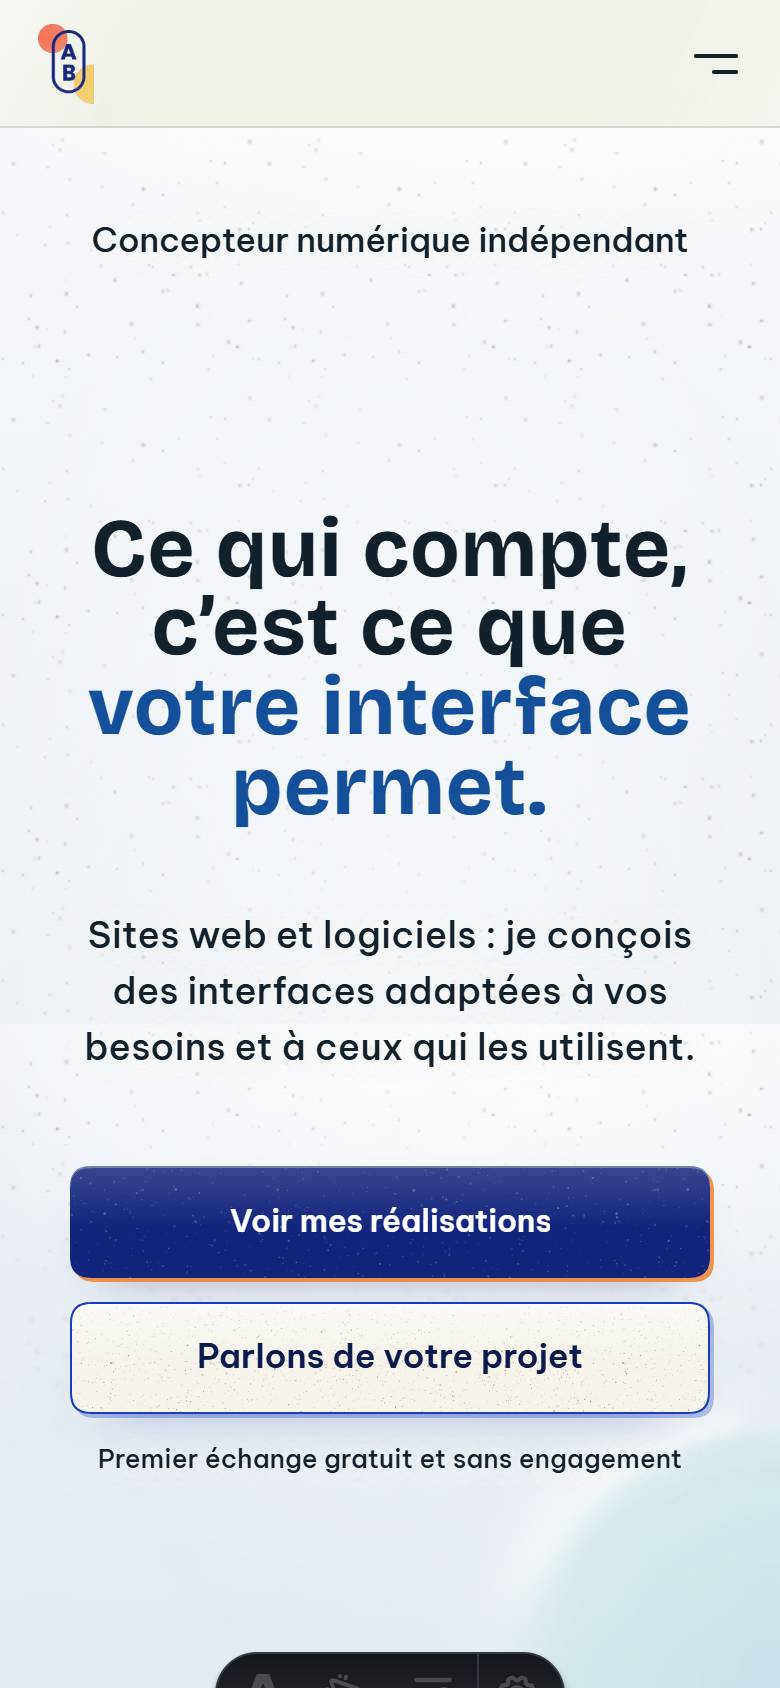 A
B
Concepteur numérique indépendant
Ce qui compte,
c’est ce que
votre interface
permet.
Sites web et logiciels : je conçois
des interfaces adaptées à vos
besoins et à ceux qui les utilisent.
Voir mes réalisations
Parlons de votre projet
Premier échange gratuit et sans engagement